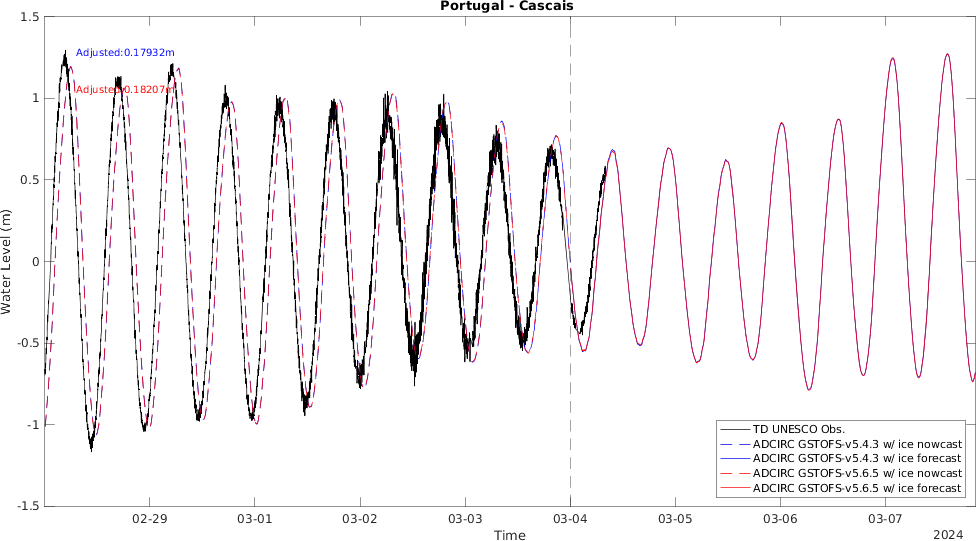 Portugal - Cascais
1.5
1
0.5
0
-0.5
-1
-1.5
Water Level (m)
Adjusted:0.17932m
Adjusted:0.18207m
TD UNESCO Obs.
ADCIRC GSTOFS-v5.4.3 w/ ice nowcast
ADCIRC GSTOFS-v5.4.3 w/ ice forecast
ADCIRC GSTOFS-v5.6.5 w/ ice nowcast
ADCIRC GSTOFS-v5.6.5 w/ ice forecast
02-29 03-01 03-02 03-03 03-04 03-05 03-06 03-07
Time
2024